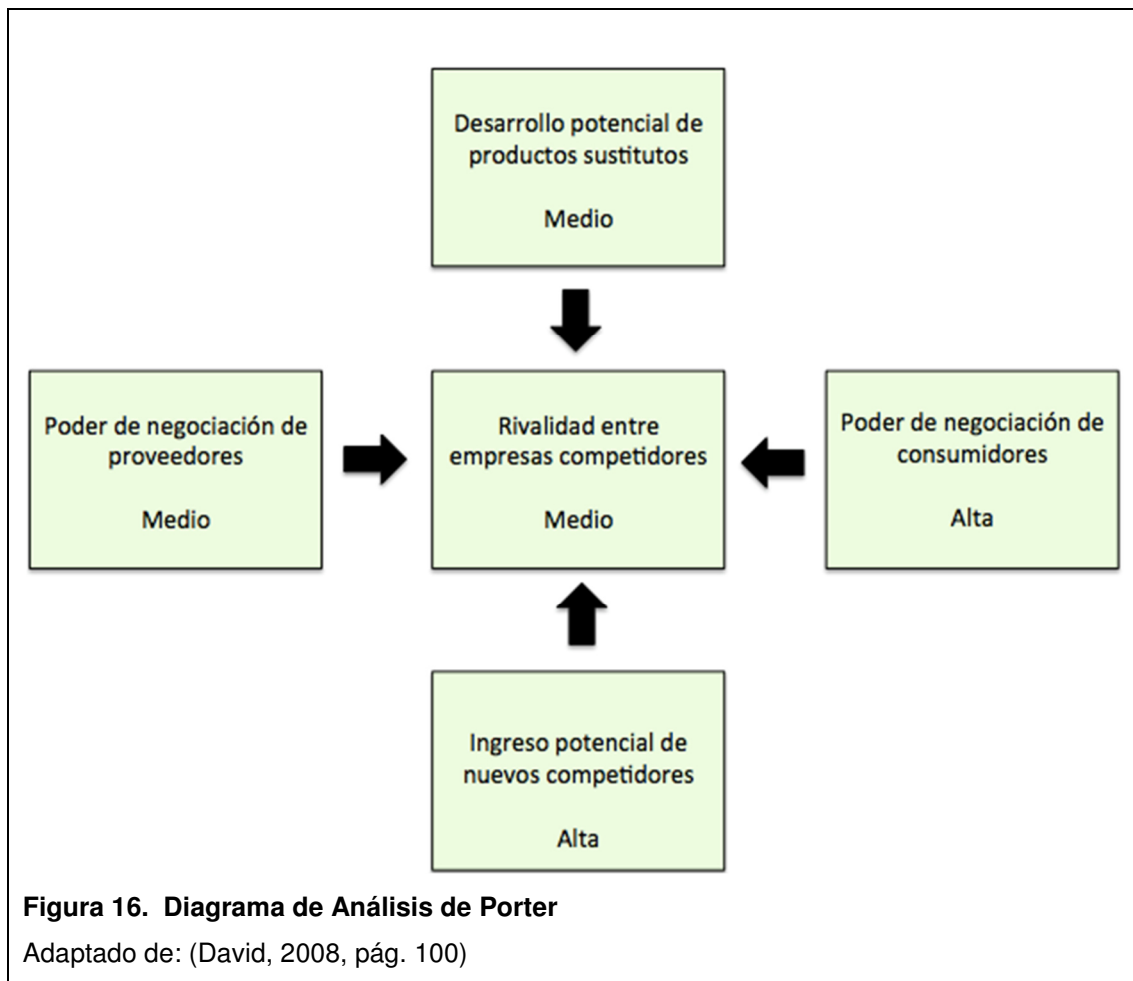 Desarrollo potencial de
productos sustitutos
Medio
Poder de negociación de
proveedores
Medio
Rivalidad entre
empresas competidores
Medio
Poder de negociación de
consumidores
Alta
Ingreso potencial de
nuevos competidores
Alta
Figura 16. Diagrama de Análisis de Porter
Adaptado de: (David, 2008, pág. 100)